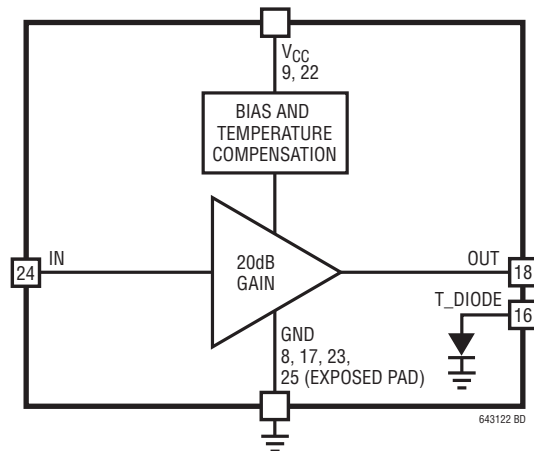 VCC
9, 22
BIAS AND
TEMPERATURE
COMPENSATION
24
IN
20dB
GAIN
OUT
18
T_DIODE
16
GND
8, 17, 23,
25 (EXPOSED PAD)
643122 BD